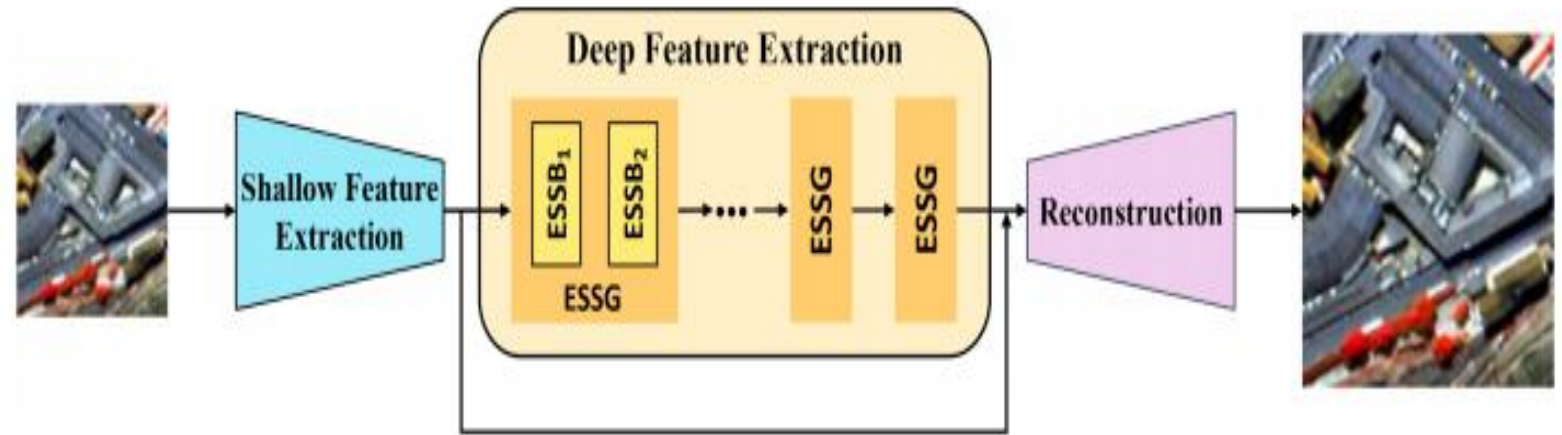 Deep Feature Extraction
Shallow Feature
Extraction
ESSB₁
ESSB₂
ESSG
ESSG
ESSG
Reconstruction